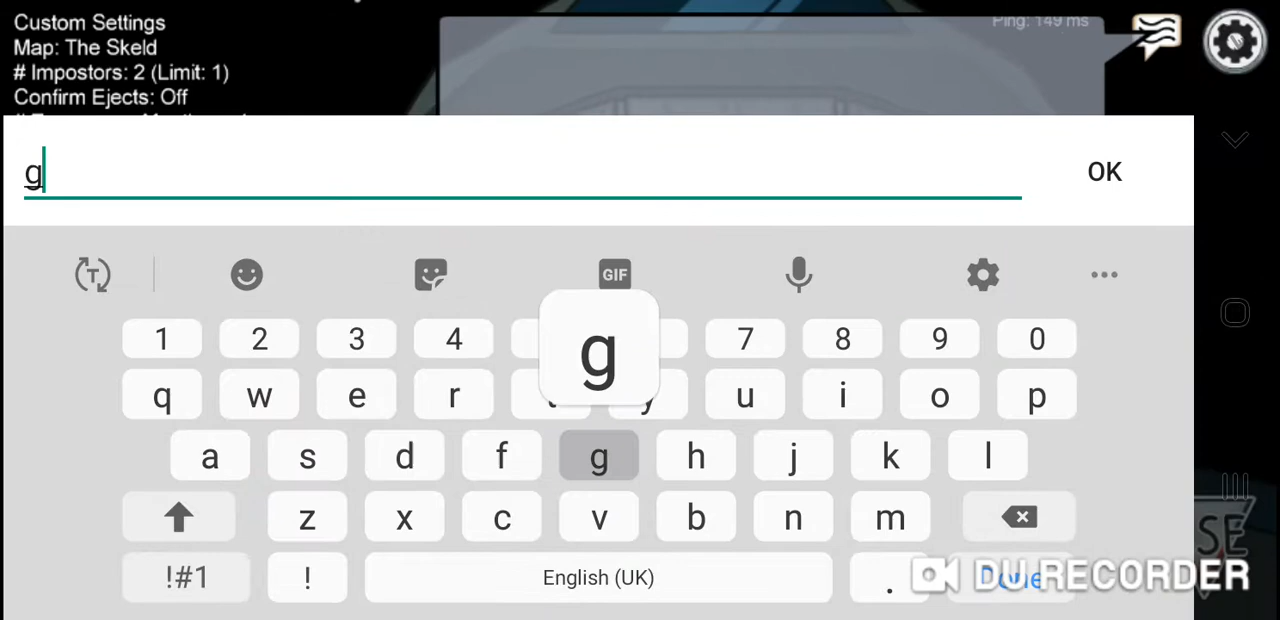 Custom Settings
Map: The Skeld
# Impostors: 2 (Limit: 1)
Confirm Ejects: Off
Ping: 149 ms
g
OK
T
GIF
1 2 3 4 7 8 9 0
g
q w e r t y u i o p
a s d f g h j k l
z x c v b n m
!#1 ! English (UK) . Done
DU RECORDER